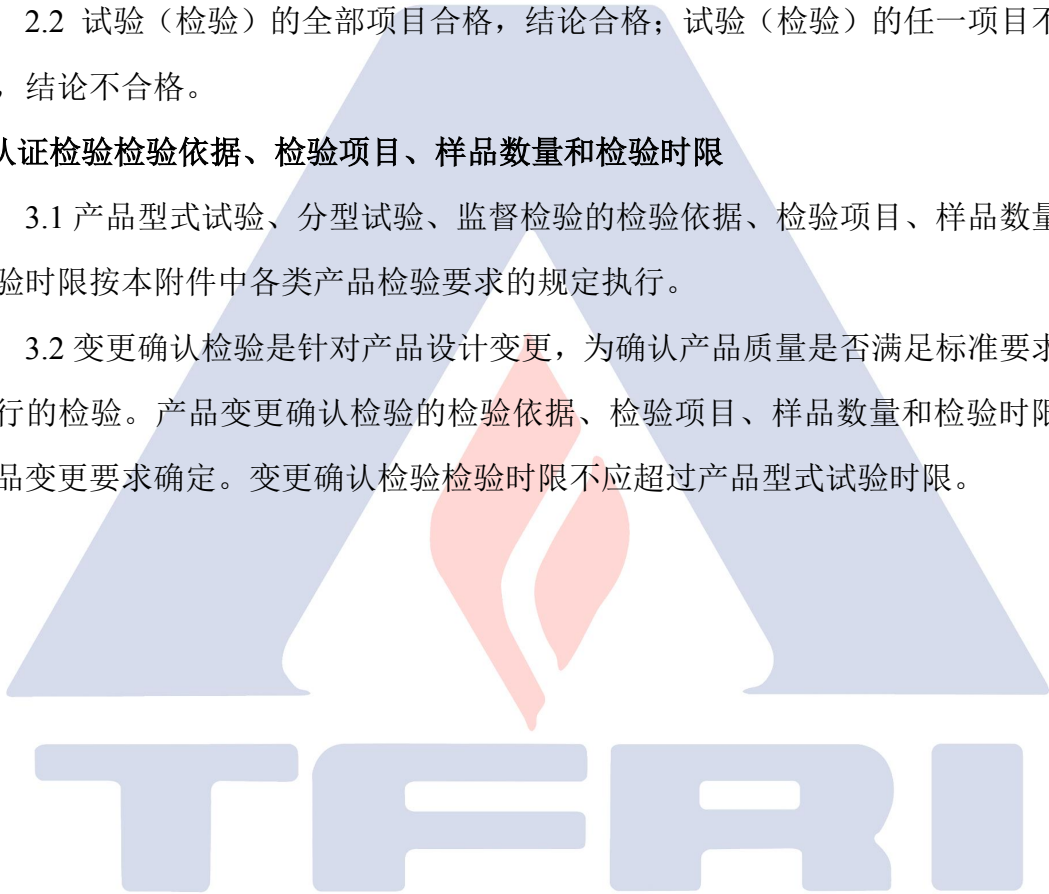 2.2 试验（检验）的全部项目合格，结论合格；试验（检验）的任一项目不
，结论不合格。
认证检验检验依据、检验项目、样品数量和检验时限
3.1 产品型式试验、分型试验、监督检验的检验依据、检验项目、样品数量
验时限按本附件中各类产品检验要求的规定执行。
3.2 变更确认检验是针对产品设计变更，为确认产品质量是否满足标准要求
行的检验。产品变更确认检验的检验依据、检验项目、样品数量和检验时限
品变更要求确定。变更确认检验检验时限不应超过产品型式试验时限。
TFRI